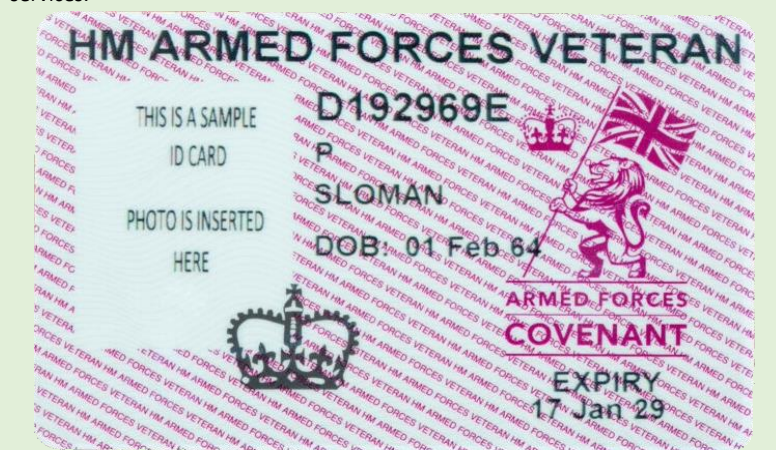 HM ARMED FORCES VETERAN
THIS IS A SAMPLE
ID CARD
PHOTO IS INSERTED
HERE
D192969E
P
SLOMAN
DOB: 01 Feb 64
ARMED FORCES
COVENANT
EXPIRY
17 Jan 29